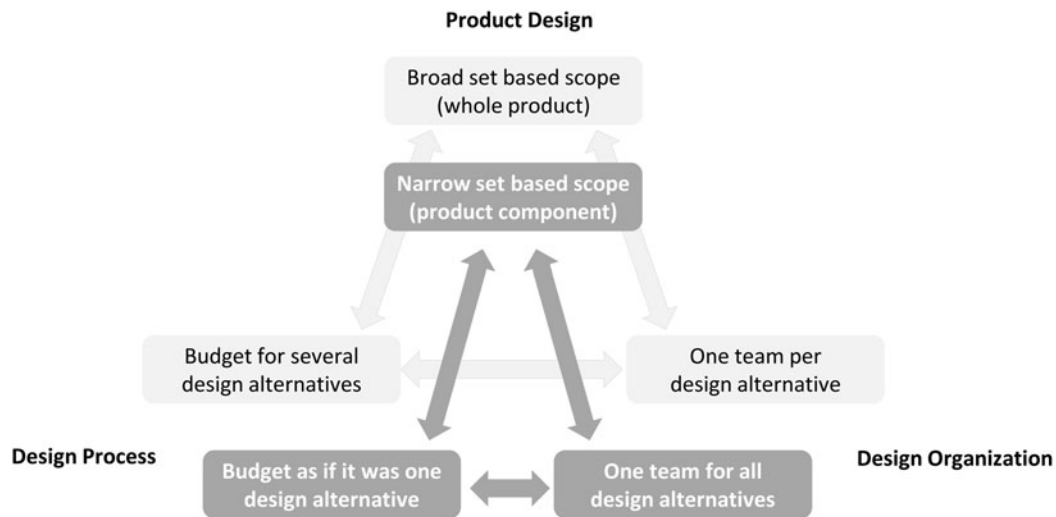 Product Design
Broad set based scope
(whole product)
Narrow set based scope
(product component)
Budget for several
design alternatives
One team per
design alternative
Design Process
Budget as if it was one
design alternative
One team for all
design alternatives
Design Organization